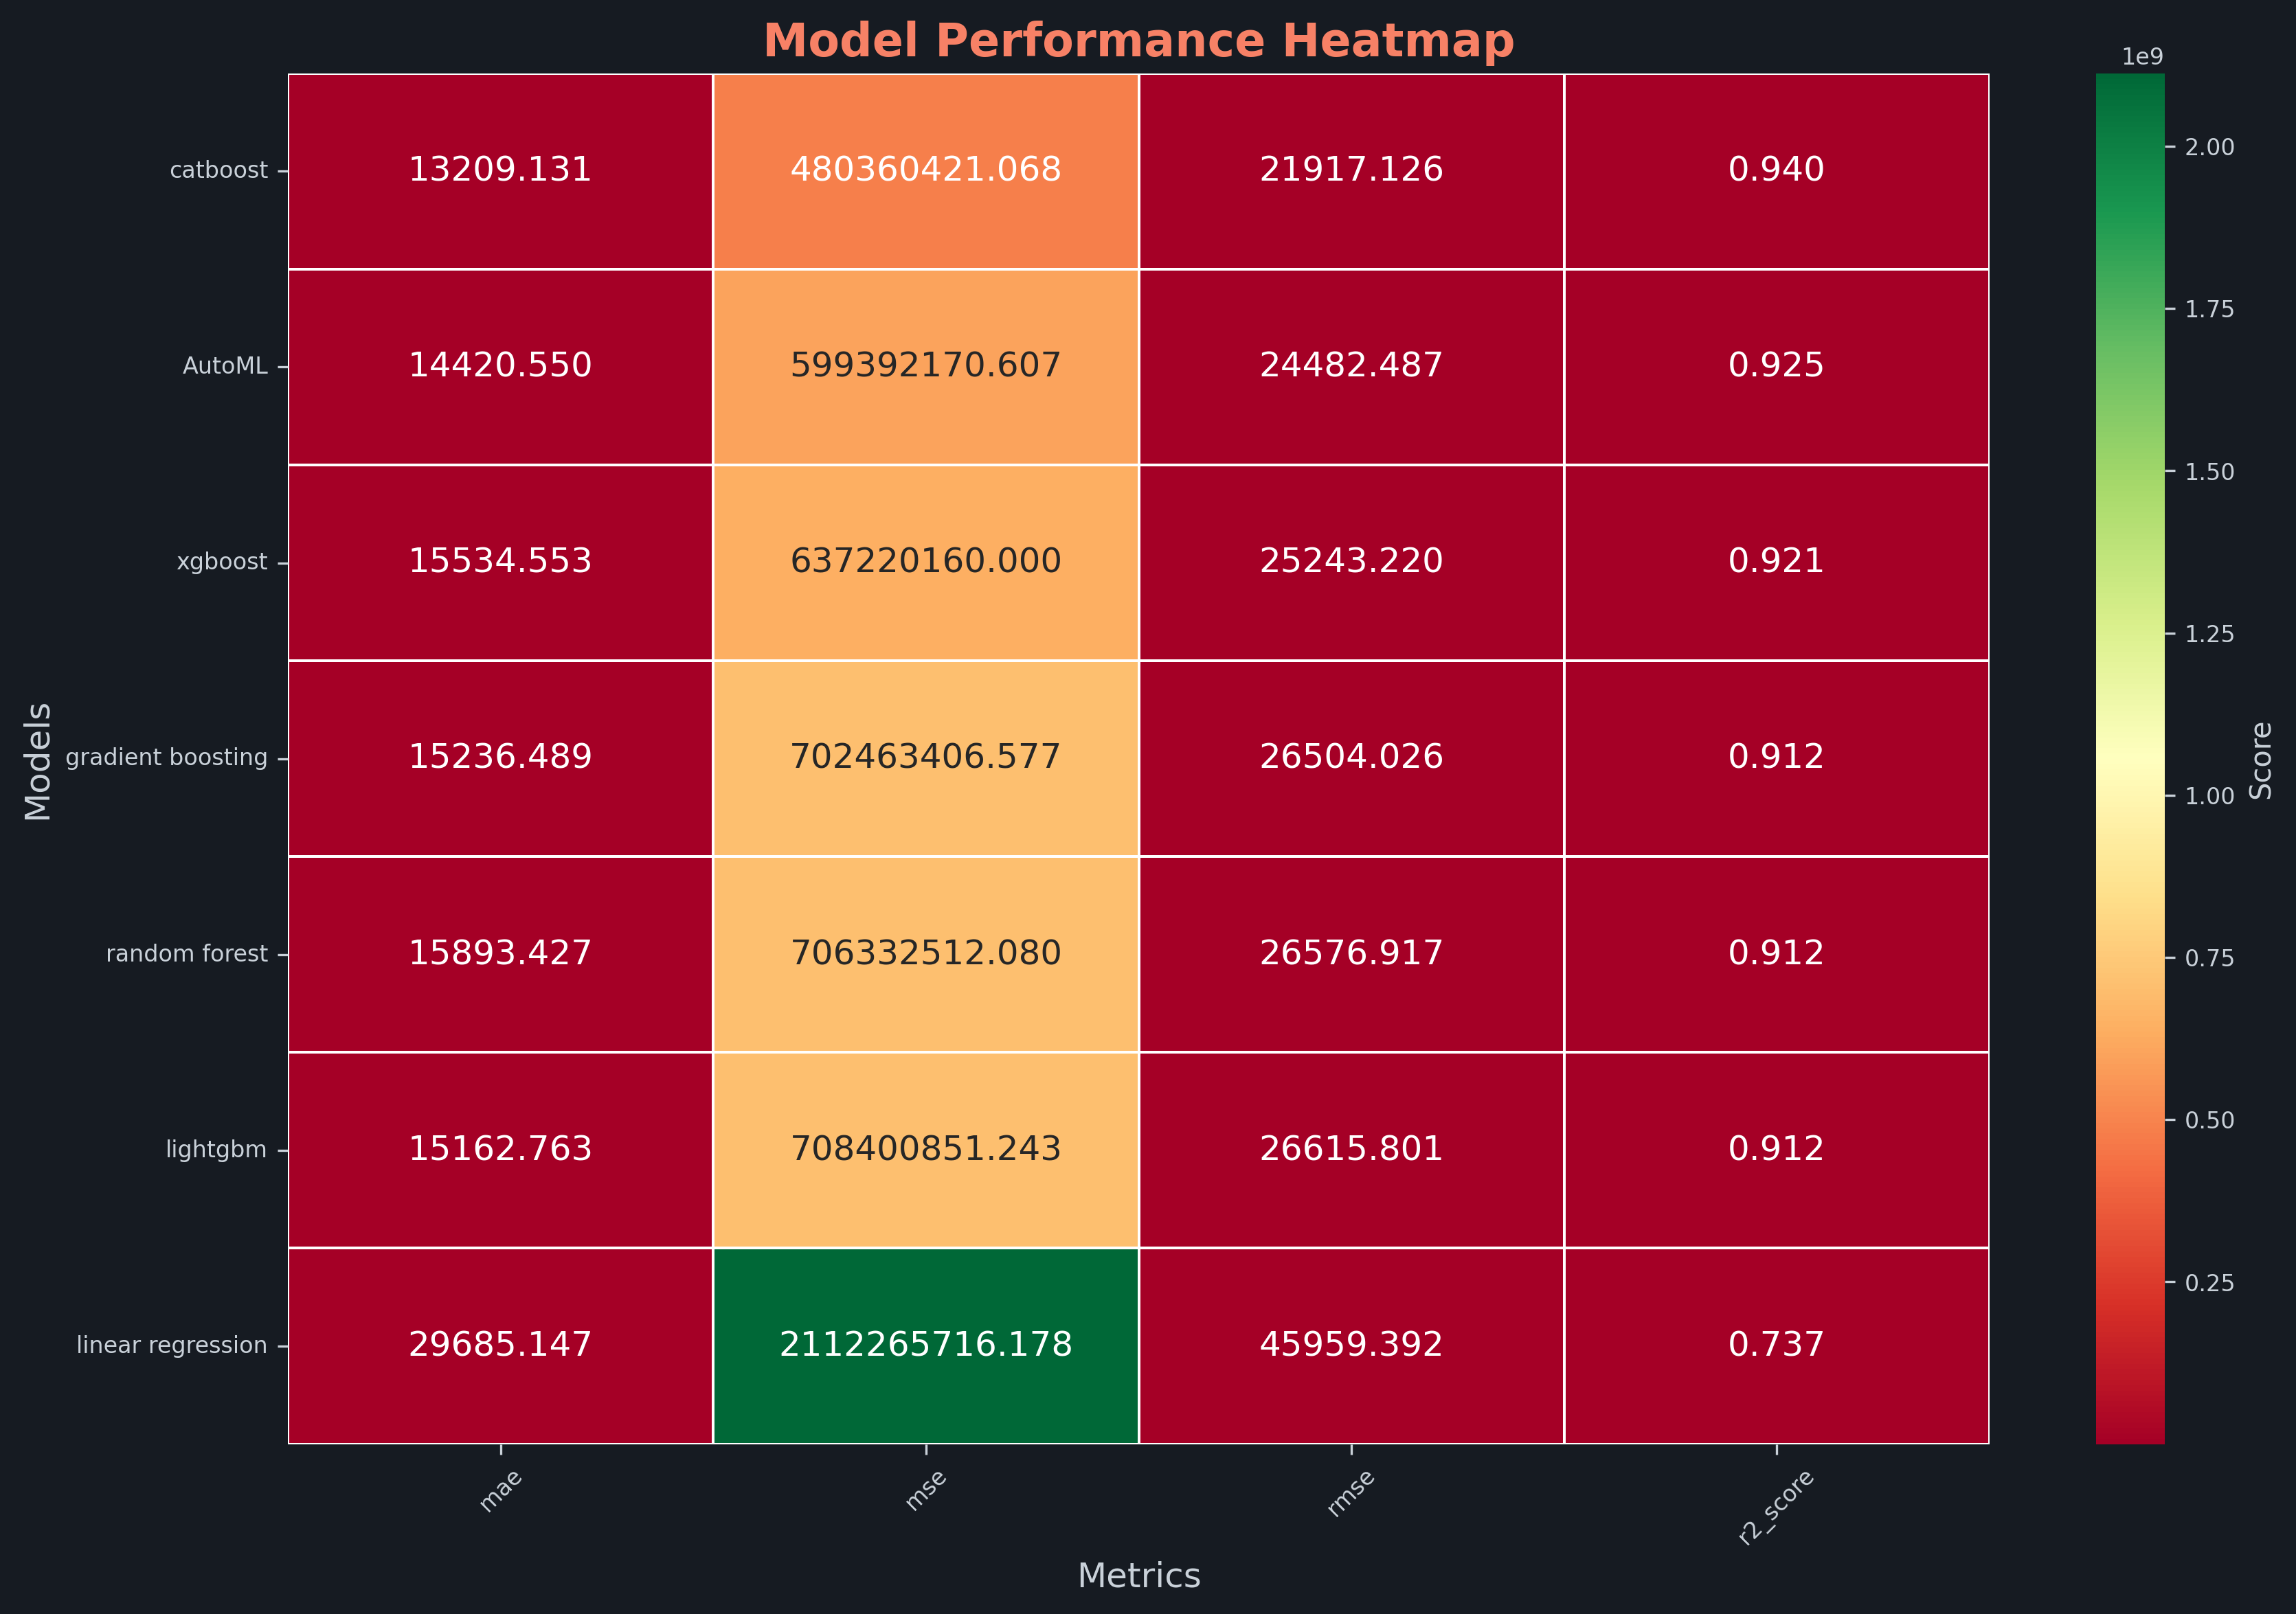 Model Performance Heatmap
1e9
catboost 13209.131 480360421.068 21917.126 0.940
AutoML 14420.550 599392170.607 24482.487 0.925
xgboost 15534.553 637220160.000 25243.220 0.921
gradient boosting 15236.489 702463406.577 26504.026 0.912
random forest 15893.427 706332512.080 26576.917 0.912
lightgbm 15162.763 708400851.243 26615.801 0.912
linear regression 29685.147 2112265716.178 45959.392 0.737
Models
mae mse rmse r2_score
Metrics
2.00
1.75
1.50
1.25
1.00
0.75
0.50
0.25
Score